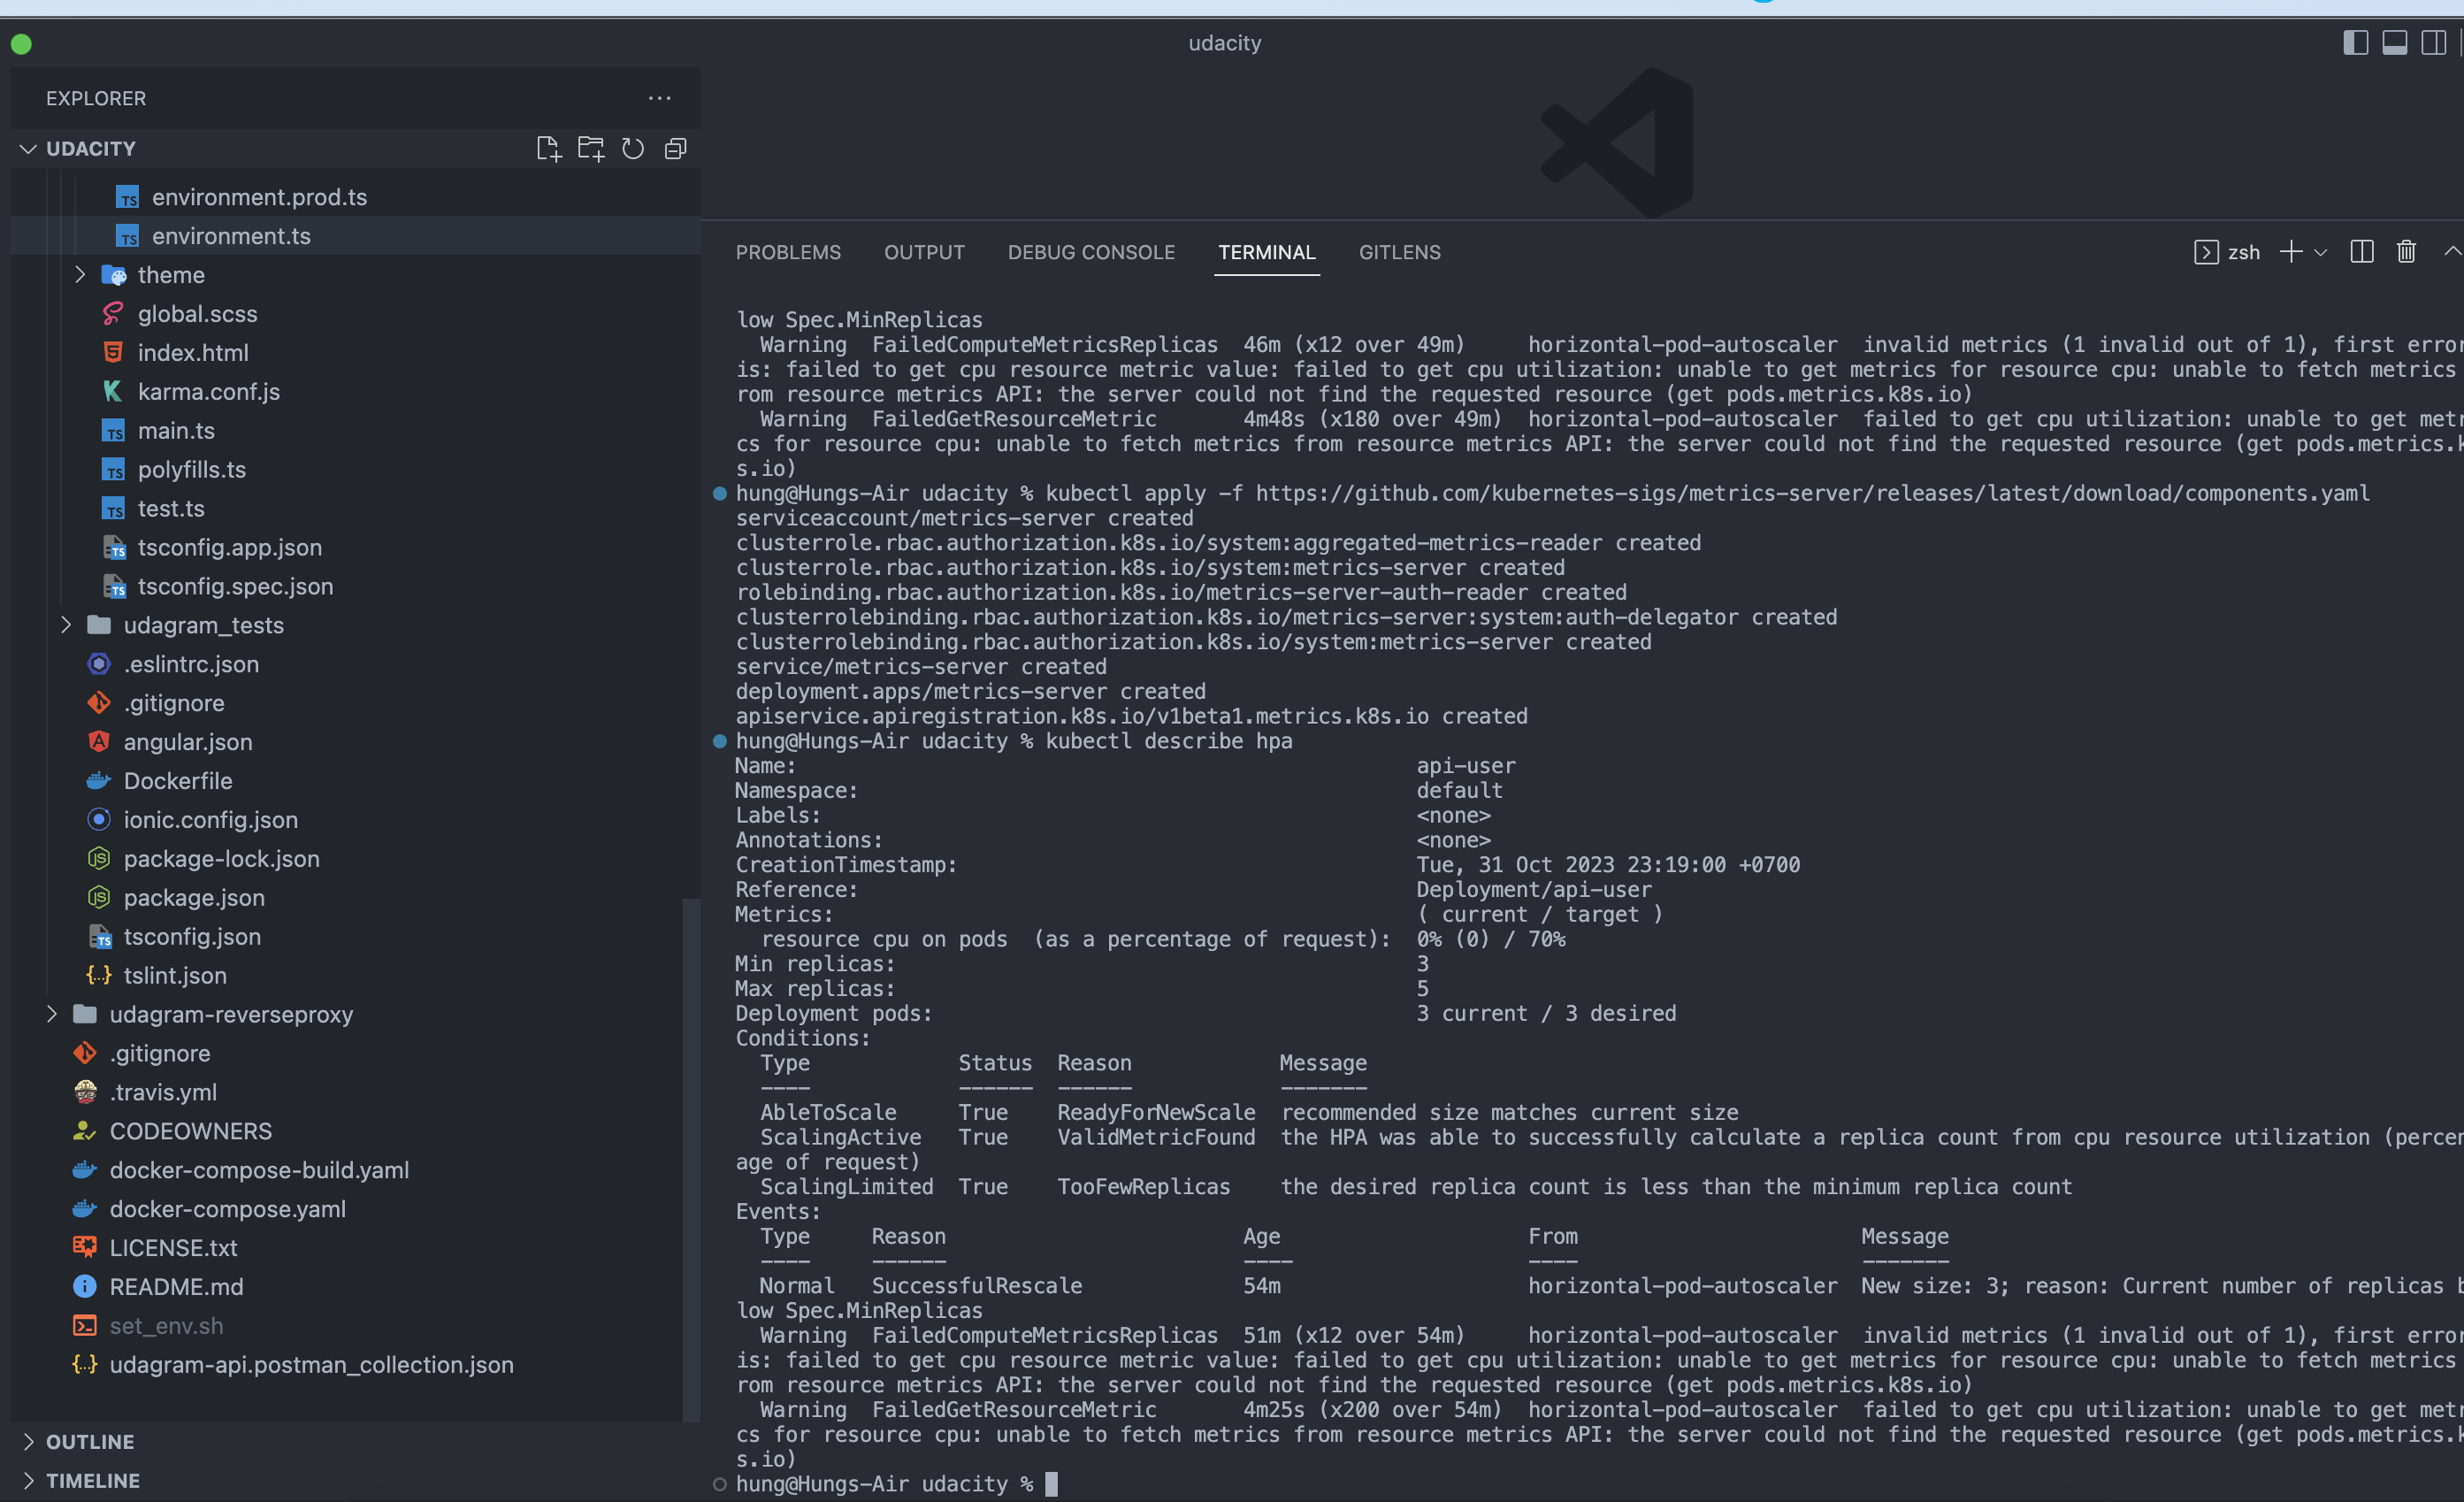 udacity
EXPLORER
UDACITY
environment.prod.ts
environment.ts
theme
global.scss
index.html
karma.conf.js
main.ts
polyfills.ts
test.ts
tsconfig.app.json
tsconfig.spec.json
udagram_tests
.eslintrc.json
.gitignore
angular.json
Dockerfile
ionic.config.json
package-lock.json
package.json
tsconfig.json
tslint.json
udagram-reverseproxy
.gitignore
.travis.yml
CODEOWNERS
docker-compose-build.yaml
docker-compose.yaml
LICENSE.txt
README.md
set_env.sh
udagram-api.postman_collection.json
OUTLINE
TIMELINE
PROBLEMS OUTPUT DEBUG CONSOLE TERMINAL GITLENS zsh
low Spec.MinReplicas
Warning FailedComputeMetricsReplicas 46m (x12 over 49m) horizontal-pod-autoscaler invalid metrics (1 invalid out of 1), first error
is: failed to get cpu resource metric value: failed to get cpu utilization: unable to get metrics for resource cpu: unable to fetch metrics
rom resource metrics API: the server could not find the requested resource (get pods.metrics.k8s.io)
Warning FailedGetResourceMetric 4m48s (x180 over 49m) horizontal-pod-autoscaler failed to get cpu utilization: unable to get metr
cs for resource cpu: unable to fetch metrics from resource metrics API: the server could not find the requested resource (get pods.metrics.k
s.io)
hung@Hungs-Air udacity % kubectl apply -f https://github.com/kubernetes-sigs/metrics-server/releases/latest/download/components.yaml
serviceaccount/metrics-server created
clusterrole.rbac.authorization.k8s.io/system:aggregated-metrics-reader created
clusterrole.rbac.authorization.k8s.io/system:metrics-server created
rolebinding.rbac.authorization.k8s.io/metrics-server-auth-reader created
clusterrolebinding.rbac.authorization.k8s.io/metrics-server:system:auth-delegator created
clusterrolebinding.rbac.authorization.k8s.io/system:metrics-server created
service/metrics-server created
deployment.apps/metrics-server created
apiservice.apiregistration.k8s.io/v1beta1.metrics.k8s.io created
hung@Hungs-Air udacity % kubectl describe hpa
Name: api-user
Namespace: default
Labels: <none>
Annotations: <none>
CreationTimestamp: Tue, 31 Oct 2023 23:19:00 +0700
Reference: Deployment/api-user
Metrics: ( current / target )
resource cpu on pods (as a percentage of request): 0% (0) / 70%
Min replicas: 3
Max replicas: 5
Deployment pods: 3 current / 3 desired
Conditions:
Type Status Reason Message
---- ------ ------ -------
AbleToScale True ReadyForNewScale recommended size matches current size
ScalingActive True ValidMetricFound the HPA was able to successfully calculate a replica count from cpu resource utilization (percen
age of request)
ScalingLimited True TooFewReplicas the desired replica count is less than the minimum replica count
Events:
Type Reason Age From Message
---- ------ ---- ---- -------
Normal SuccessfulRescale 54m horizontal-pod-autoscaler New size: 3; reason: Current number of replicas b
low Spec.MinReplicas
Warning FailedComputeMetricsReplicas 51m (x12 over 54m) horizontal-pod-autoscaler invalid metrics (1 invalid out of 1), first error
is: failed to get cpu resource metric value: failed to get cpu utilization: unable to get metrics for resource cpu: unable to fetch metrics
rom resource metrics API: the server could not find the requested resource (get pods.metrics.k8s.io)
Warning FailedGetResourceMetric 4m25s (x200 over 54m) horizontal-pod-autoscaler failed to get cpu utilization: unable to get metr
cs for resource cpu: unable to fetch metrics from resource metrics API: the server could not find the requested resource (get pods.metrics.k
s.io)
hung@Hungs-Air udacity %